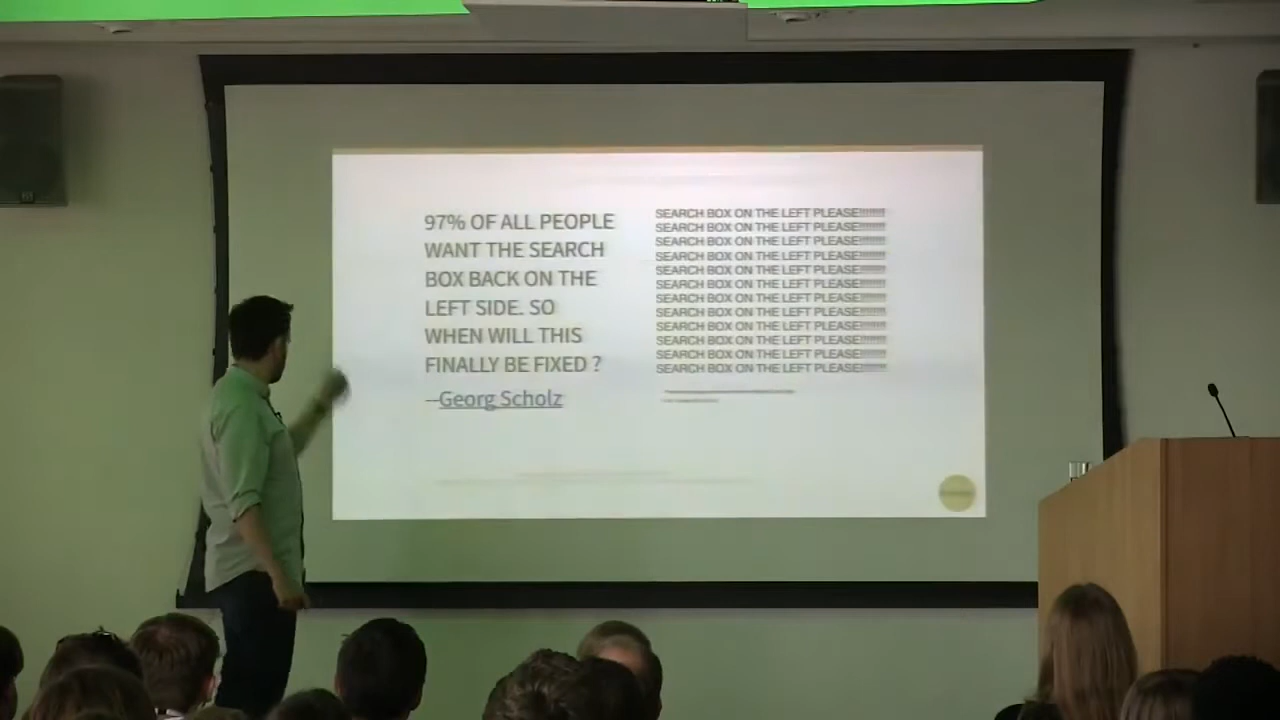 97% OF ALL PEOPLE
WANT THE SEARCH
BOX BACK ON THE
LEFT SIDE. SO
WHEN WILL THIS
FINALLY BE FIXED ?
—Georg Scholz
SEARCH BOX ON THE LEFT PLEASE!!!!!!!!
SEARCH BOX ON THE LEFT PLEASE!!!!!!!!
SEARCH BOX ON THE LEFT PLEASE!!!!!!!!
SEARCH BOX ON THE LEFT PLEASE!!!!!!!!
SEARCH BOX ON THE LEFT PLEASE!!!!!!!!
SEARCH BOX ON THE LEFT PLEASE!!!!!!!!
SEARCH BOX ON THE LEFT PLEASE!!!!!!!!
SEARCH BOX ON THE LEFT PLEASE!!!!!!!!
SEARCH BOX ON THE LEFT PLEASE!!!!!!!!
SEARCH BOX ON THE LEFT PLEASE!!!!!!!!
SEARCH BOX ON THE LEFT PLEASE!!!!!!!!
SEARCH BOX ON THE LEFT PLEASE!!!!!!!!